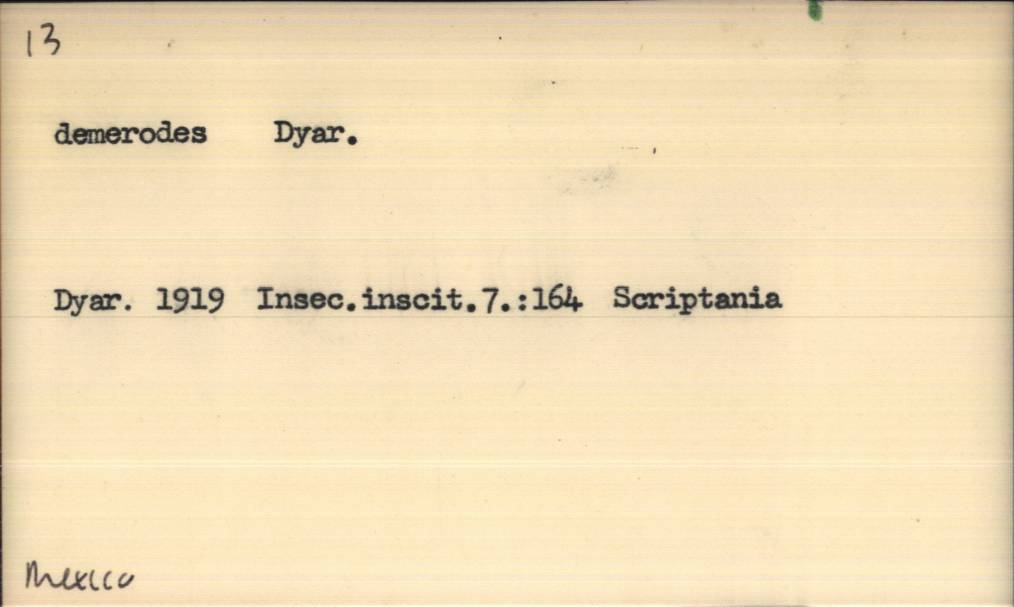 13
demerodes Dyar.
Dyar. 1919 Insec.inscit.7.:164 Scriptania
Mexico